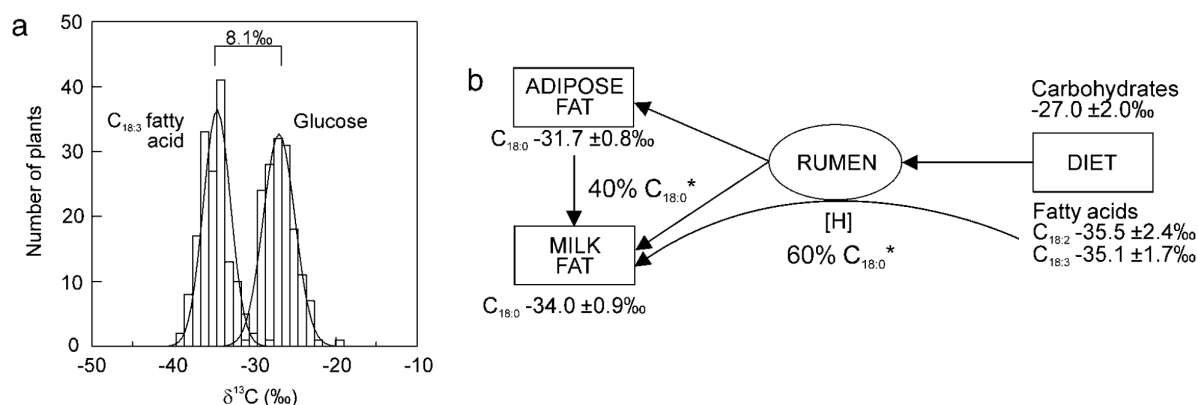 a
50
40
30
20
10
0
Number of plants
8.1‰
C18:3 fatty
acid
Glucose
-50
-40
-30
-20
-10
δ13C (‰)
b
ADIPOSE
FAT
C18:0 -31.7 ±0.8‰
40% C18:0*
MILK
FAT
C18:0 -34.0 ±0.9‰
RUMEN
[H]
60% C18:0*
Carbohydrates
-27.0 ±2.0‰
DIET
Fatty acids
C18:2 -35.5 ±2.4‰
C18:3 -35.1 ±1.7‰